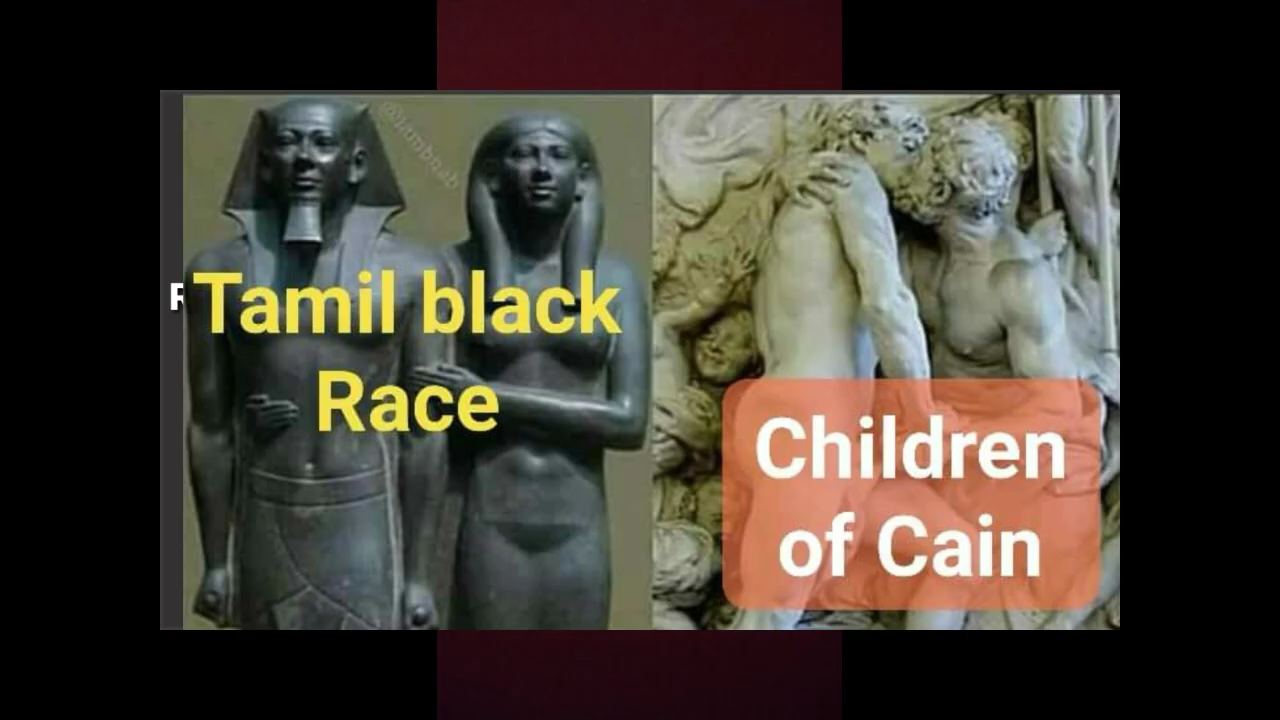 R
Tamil black
Race
Children
of Cain